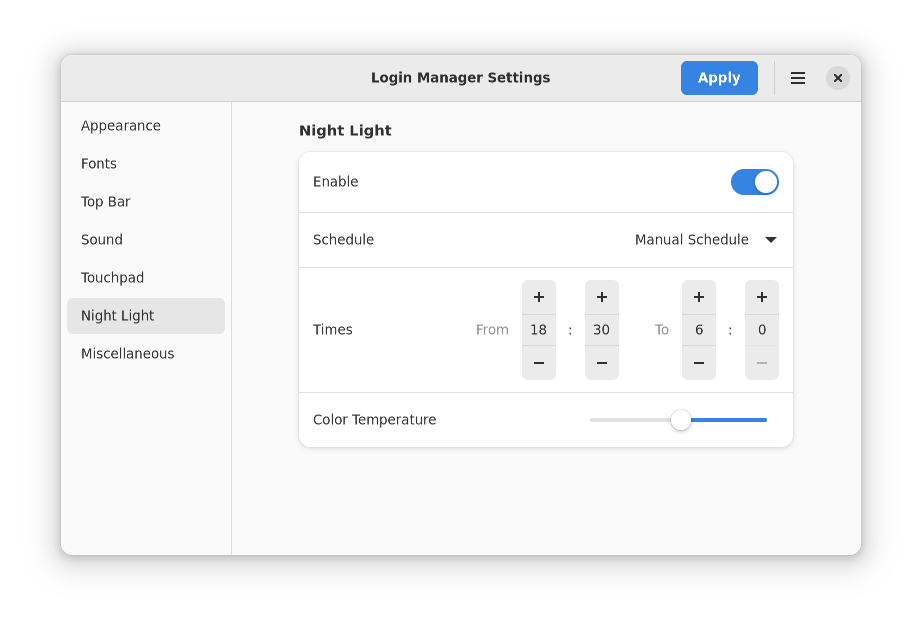 Login Manager Settings
Apply
Appearance
Fonts
Top Bar
Sound
Touchpad
Night Light
Miscellaneous
Night Light
Enable
Schedule Manual Schedule
+ + + +
Times From 18 : 30 To 6 : 0
− − − −
Color Temperature